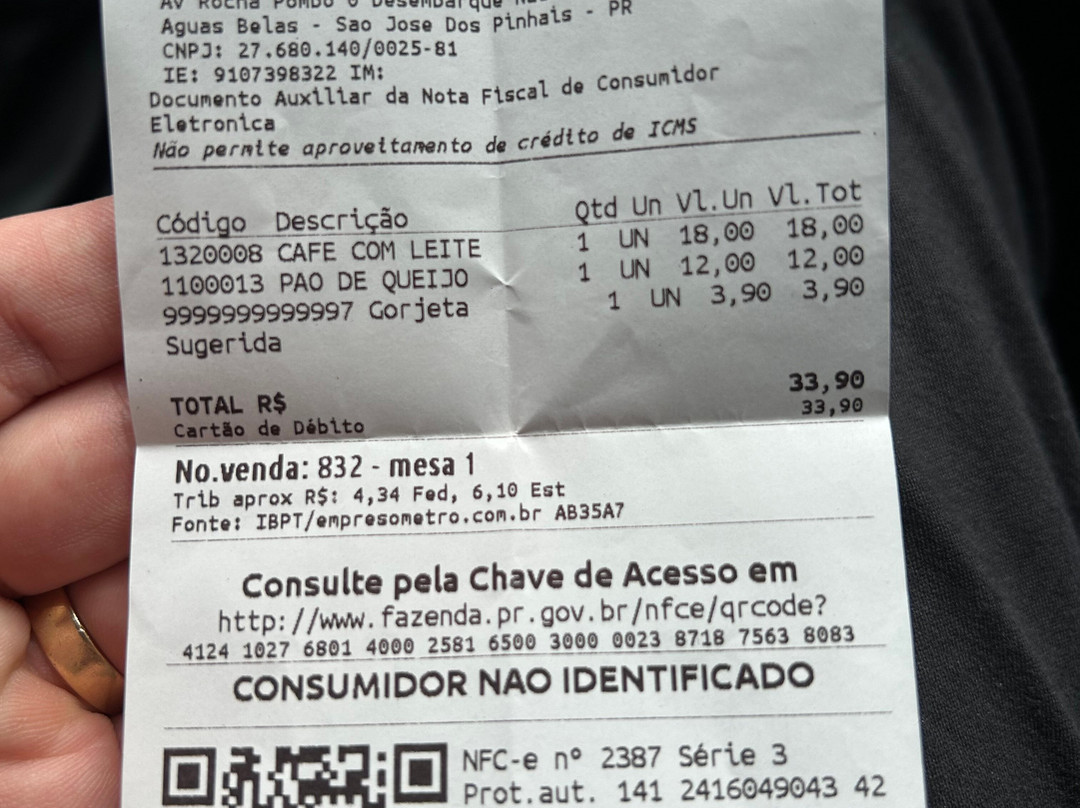 Av Rocha Pombo 0 Desembarque
Aguas Belas - Sao Jose Dos Pinhais - PR
CNPJ: 27.680.140/0025-81
IE: 9107398322 IM:
Documento Auxiliar da Nota Fiscal de Consumidor
Eletronica
Não permite aproveitamento de crédito de ICMS
Código Descrição Qtd Un Vl.Un Vl.Tot
1320008 CAFE COM LEITE 1 UN 18,00 18,00
1100013 PAO DE QUEIJO 1 UN 12,00 12,00
9999999999997 Gorjeta 1 UN 3,90 3,90
Sugerida
TOTAL R$ 33,90
Cartão de Débito 33,90
No.venda: 832 - mesa 1
Trib aprox R$: 4,34 Fed, 6,10 Est
Fonte: IBPT/empresometro.com.br AB35A7
Consulte pela Chave de Acesso em
http://www.fazenda.pr.gov.br/nfce/qrcode?
4124 1027 6801 4000 2581 6500 3000 0023 8718 7563 8083
CONSUMIDOR NAO IDENTIFICADO
NFC-e nº 2387 Série 3
Prot.aut. 141 2416049043 42